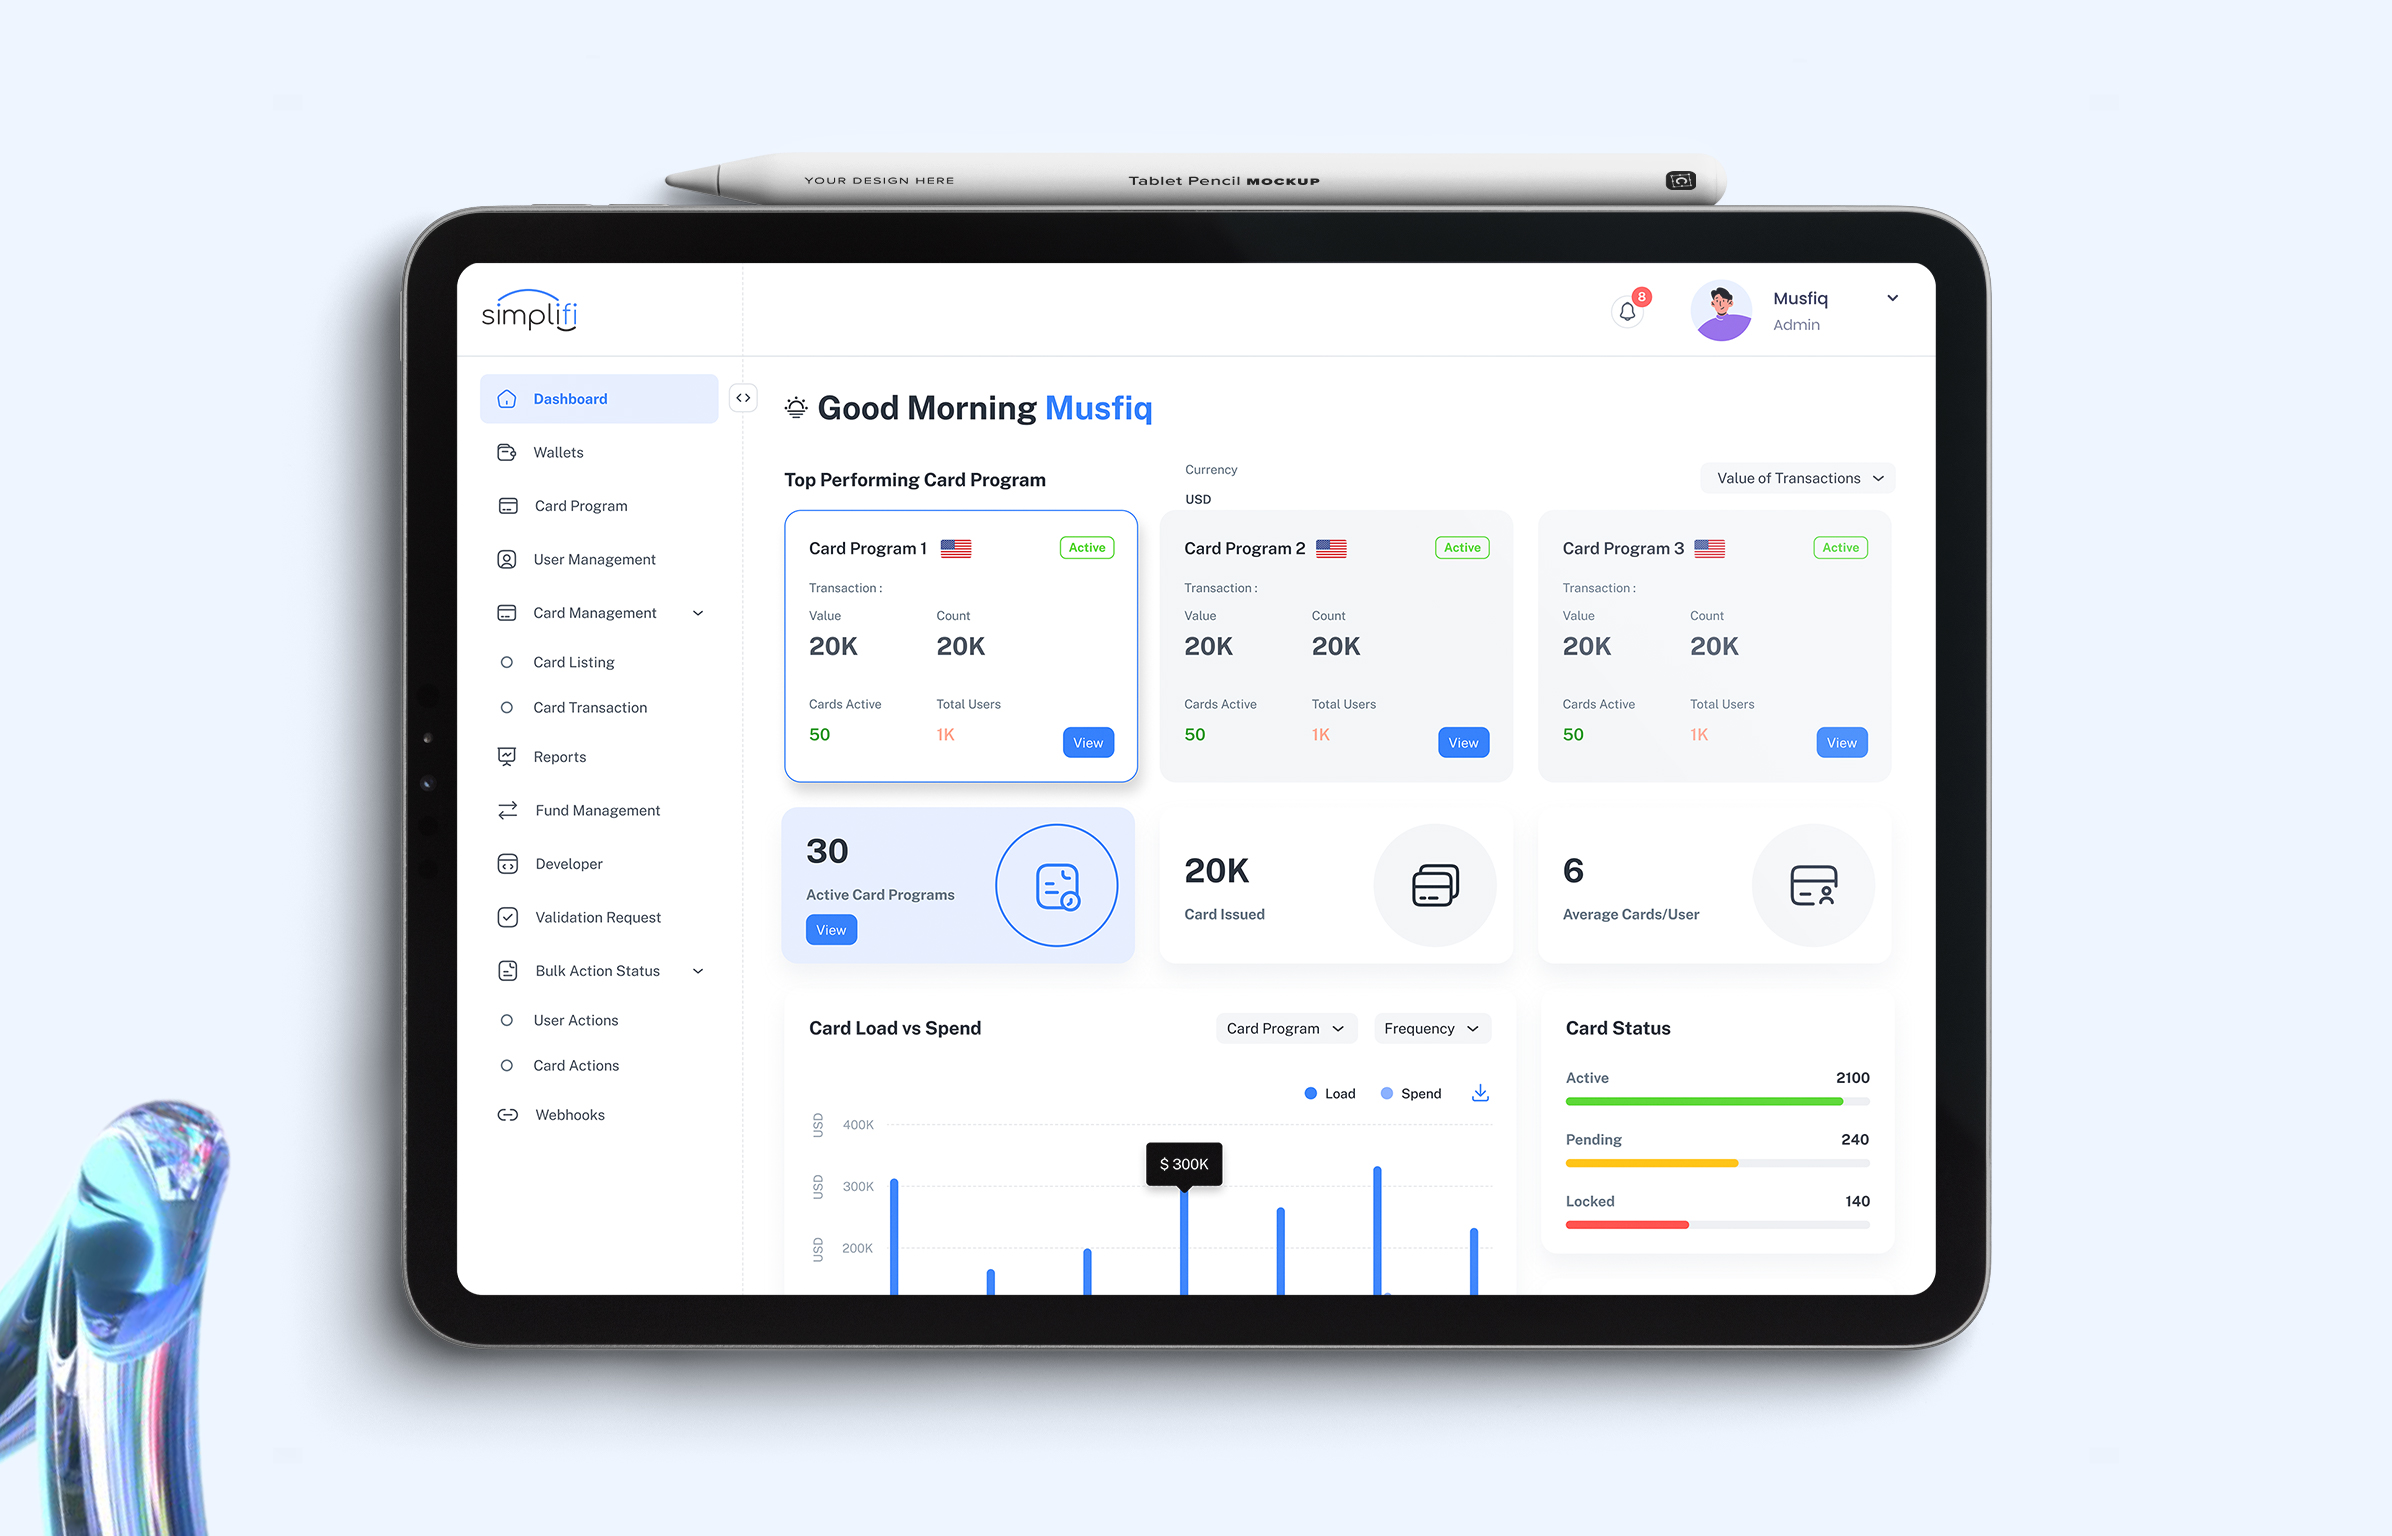 YOUR DESIGN HERE
Tablet Pencil MOCKUP
simplifi
8
Musfiq
Admin
Dashboard
Wallets
Card Program
User Management
Card Management
Card Listing
Card Transaction
Reports
Fund Management
Developer
Validation Request
Bulk Action Status
User Actions
Card Actions
Webhooks
Good Morning Musfiq
Top Performing Card Program
Currency
USD
Value of Transactions
Card Program 1
Active
Transaction :
Value
Count
20K
20K
Cards Active
Total Users
50
1K
View
Card Program 2
Active
Transaction :
Value
Count
20K
20K
Cards Active
Total Users
50
1K
View
Card Program 3
Active
Transaction :
Value
Count
20K
20K
Cards Active
Total Users
50
1K
View
30
Active Card Programs
View
20K
Card Issued
6
Average Cards/User
Card Load vs Spend
Card Program
Frequency
Load
Spend
USD
400K
$ 300K
USD
300K
USD
200K
Card Status
Active
2100
Pending
240
Locked
140